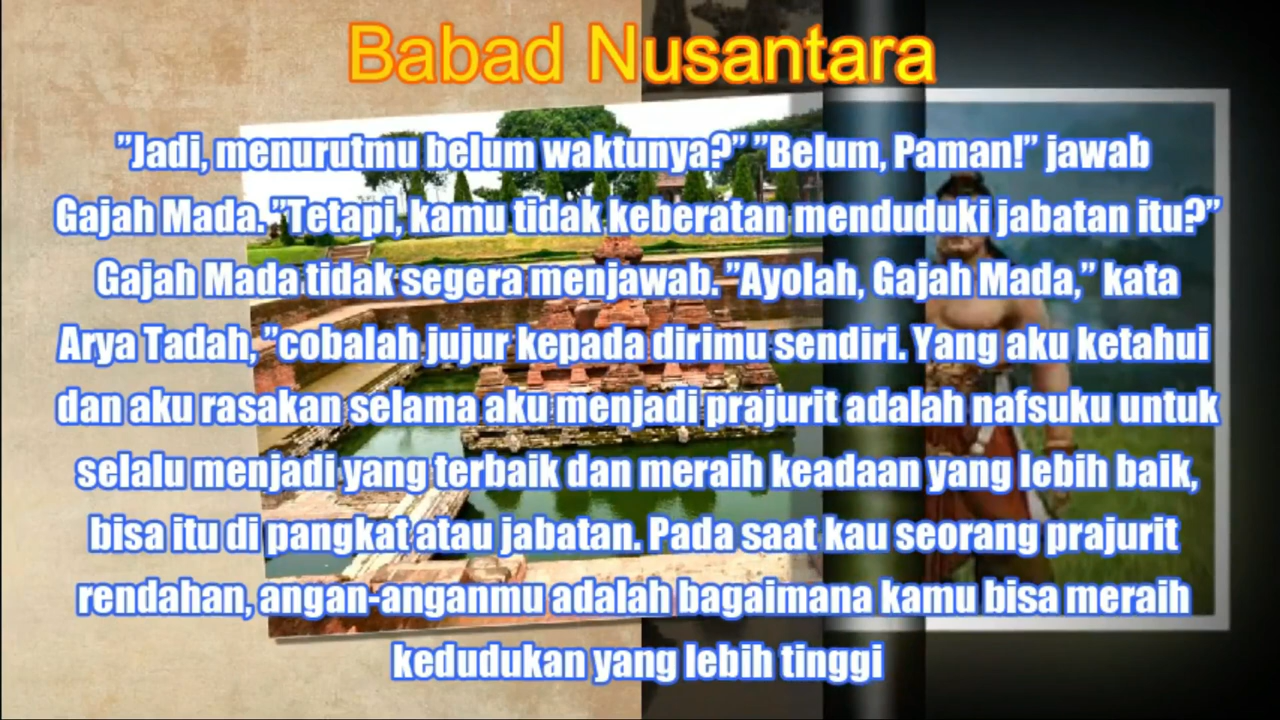 Babad Nusantara
”Jadi, menurutmu belum waktunya?” ”Belum, Paman!” jawab
Gajah Mada. ”Tetapi, kamu tidak keberatan menduduki jabatan itu?”
Gajah Mada tidak segera menjawab. ”Ayolah, Gajah Mada,” kata
Arya Tadah, ”cobalah jujur kepada dirimu sendiri. Yang aku ketahui
dan aku rasakan selama aku menjadi prajurit adalah nafsuku untuk
selalu menjadi yang terbaik dan meraih keadaan yang lebih baik,
bisa itu di pangkat atau jabatan. Pada saat kau seorang prajurit
rendahan, angan-anganmu adalah bagaimana kamu bisa meraih
kedudukan yang lebih tinggi